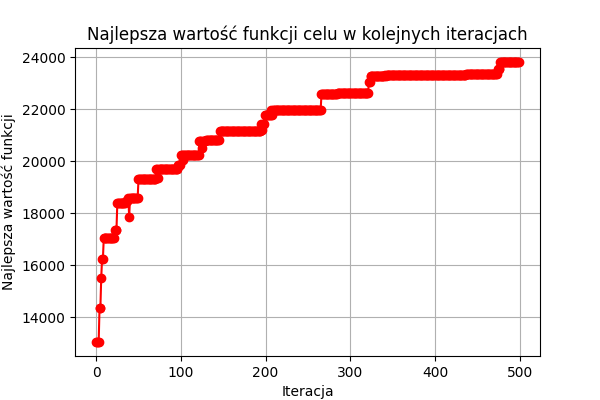 Najlepsza wartość funkcji celu w kolejnych iteracjach
24000
22000
20000
18000
16000
14000
Najlepsza wartość funkcji
0 100 200 300 400 500
Iteracja